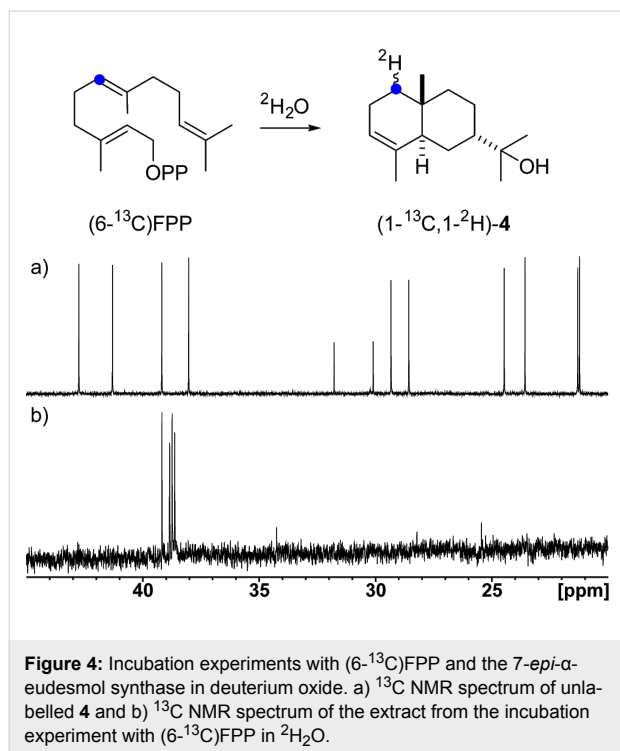 ²H
²H₂O
OPP
H
OH
(6-¹³C)FPP
(1-¹³C,1-²H)-4
a)
b)
40 35 30 25 [ppm]
Figure 4: Incubation experiments with (6-¹³C)FPP and the 7-epi-α-
eudesmol synthase in deuterium oxide. a) ¹³C NMR spectrum of unla-
belled 4 and b) ¹³C NMR spectrum of the extract from the incubation
experiment with (6-¹³C)FPP in ²H₂O.